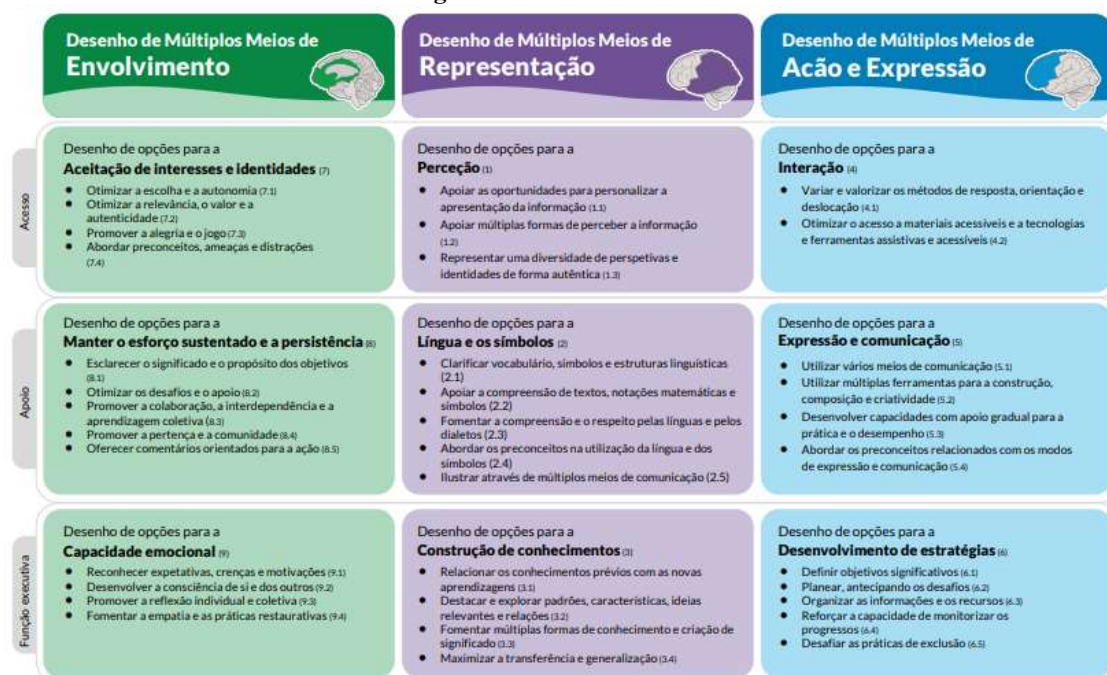 Desenho de Múltiplos Meios de
Envolvimento
Desenho de Múltiplos Meios de
Representação
Desenho de Múltiplos Meios de
Acão e Expressão
Acesso
Desenho de opções para a
Aceitação de interesses e identidades (7)
● Otimizar a escolha e a autonomia (7.1)
● Otimizar a relevância, o valor e a
autenticidade (7.2)
● Promover a alegria e o jogo (7.3)
● Abordar preconceitos, ameaças e distrações
(7.4)
Desenho de opções para a
Perceção (1)
● Apoiar as oportunidades para personalizar a
apresentação da informação (1.1)
● Apoiar múltiplas formas de perceber a informação
(1.2)
● Representar uma diversidade de perspetivas e
identidades de forma autêntica (1.3)
Desenho de opções para a
Interação (4)
● Variar e valorizar os métodos de resposta, orientação e
deslocação (4.1)
● Otimizar o acesso a materiais acessíveis e a tecnologias
e ferramentas assistivas e acessíveis (4.2)
Apoio
Desenho de opções para a
Manter o esforço sustentado e a persistência (8)
● Esclarecer o significado e o propósito dos objetivos
(8.1)
● Otimizar os desafios e o apoio (8.2)
● Promover a colaboração, a interdependência e a
aprendizagem coletiva (8.3)
● Promover a pertença e a comunidade (8.4)
● Oferecer comentários orientados para a ação (8.5)
Desenho de opções para a
Língua e os símbolos (2)
● Clarificar vocabulário, símbolos e estruturas linguísticas
(2.1)
● Apoiar a compreensão de textos, notações matemáticas e
símbolos (2.2)
● Fomentar a compreensão e o respeito pelas línguas e pelos
dialetos (2.3)
● Abordar os preconceitos na utilização da língua e dos
símbolos (2.4)
● Ilustrar através de múltiplos meios de comunicação (2.5)
Desenho de opções para a
Expressão e comunicação (5)
● Utilizar vários meios de comunicação (5.1)
● Utilizar múltiplas ferramentas para a construção,
composição e criatividade (5.2)
● Desenvolver capacidades com apoio gradual para a
prática e o desempenho (5.3)
● Abordar os preconceitos relacionados com os modos
de expressão e comunicação (5.4)
Função executiva
Desenho de opções para a
Capacidade emocional (9)
● Reconhecer expetativas, crenças e motivações (9.1)
● Desenvolver a consciência de si e dos outros (9.2)
● Promover a reflexão individual e coletiva (9.3)
● Fomentar a empatia e as práticas restaurativas (9.4)
Desenho de opções para a
Construção de conhecimentos (3)
● Relacionar os conhecimentos prévios com as novas
aprendizagens (3.1)
● Destacar e explorar padrões, características, ideias
relevantes e relações (3.2)
● Fomentar múltiplas formas de conhecimento e criação de
significado (3.3)
● Maximizar a transferência e generalização (3.4)
Desenho de opções para a
Desenvolvimento de estratégias (6)
● Definir objetivos significativos (6.1)
● Planear, antecipando os desafios (6.2)
● Organizar as informações e os recursos (6.3)
● Reforçar a capacidade de monitorizar os
progressos (6.4)
● Desafiar as práticas de exclusão (6.5)